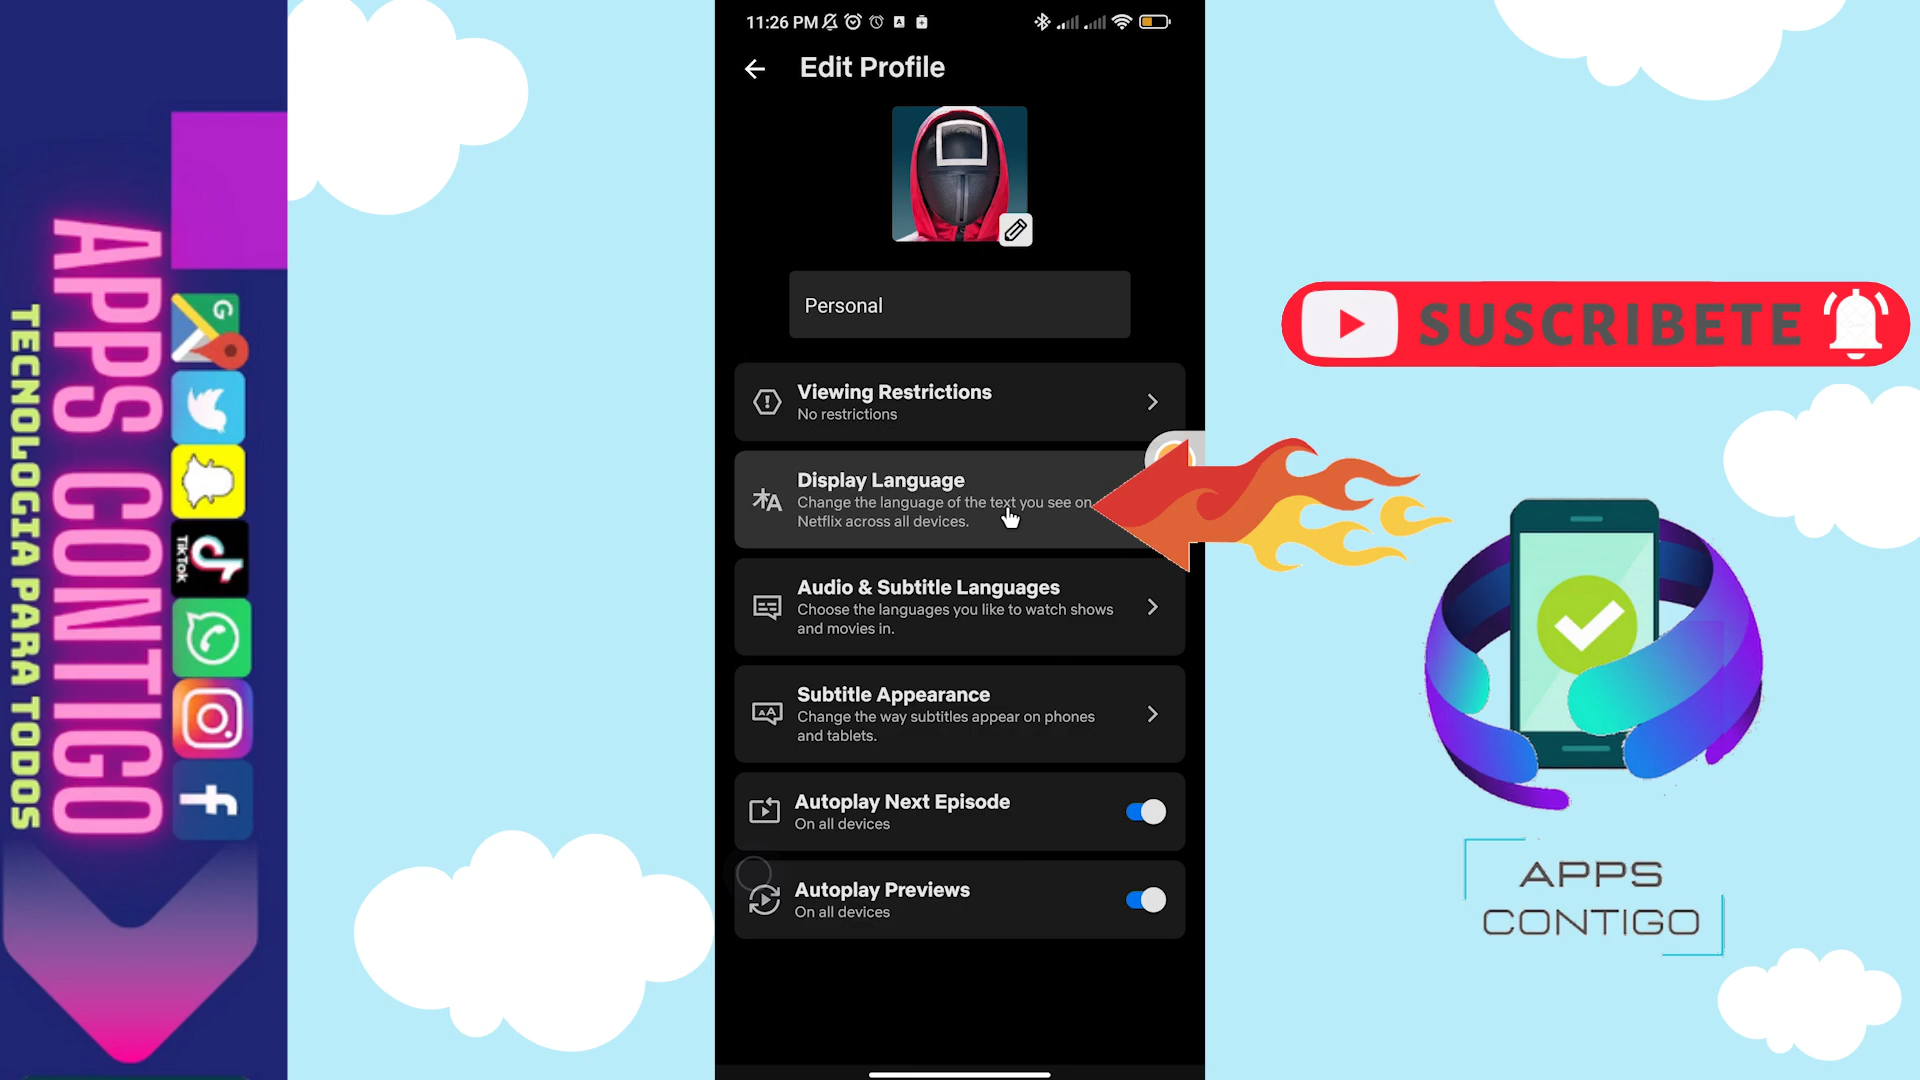 APPS CONTIGO
TECNOLOGIA PARA TODOS
G
TikTok
11:26 PM
Edit Profile
Personal
Viewing Restrictions
No restrictions
Display Language
Change the language of the text you see on
Netflix across all devices.
Audio & Subtitle Languages
Choose the languages you like to watch shows
and movies in.
Subtitle Appearance
Change the way subtitles appear on phones
and tablets.
Autoplay Next Episode
On all devices
Autoplay Previews
On all devices
SUSCRIBETE
APPS
CONTIGO